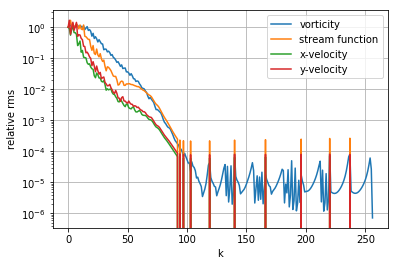 vorticity
stream function
x-velocity
y-velocity
relative rms
10⁰
10⁻¹
10⁻²
10⁻³
10⁻⁴
10⁻⁵
10⁻⁶
0 50 100 150 200 250
k